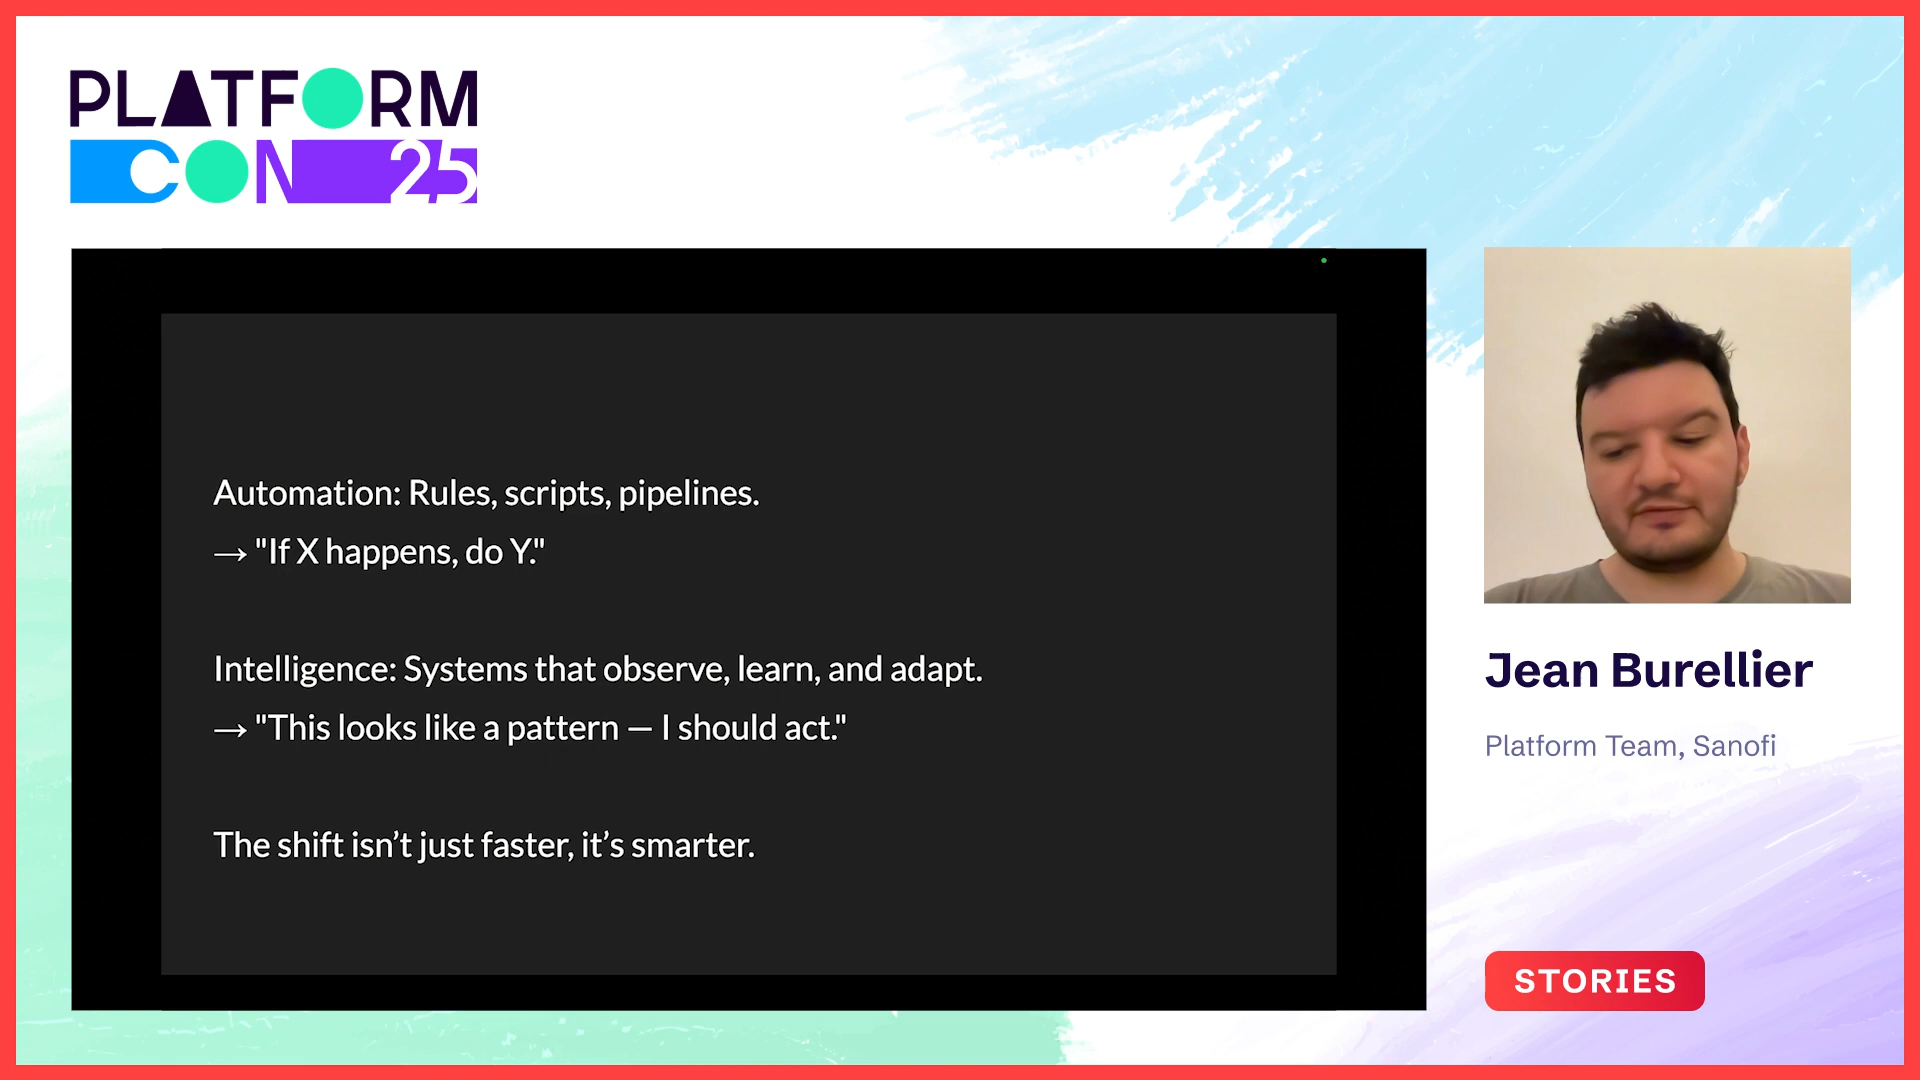 PLATFORM
CON 25
Automation: Rules, scripts, pipelines.
→ "If X happens, do Y."
Intelligence: Systems that observe, learn, and adapt.
→ "This looks like a pattern — I should act."
The shift isn’t just faster, it’s smarter.
Jean Burellier
Platform Team, Sanofi
STORIES